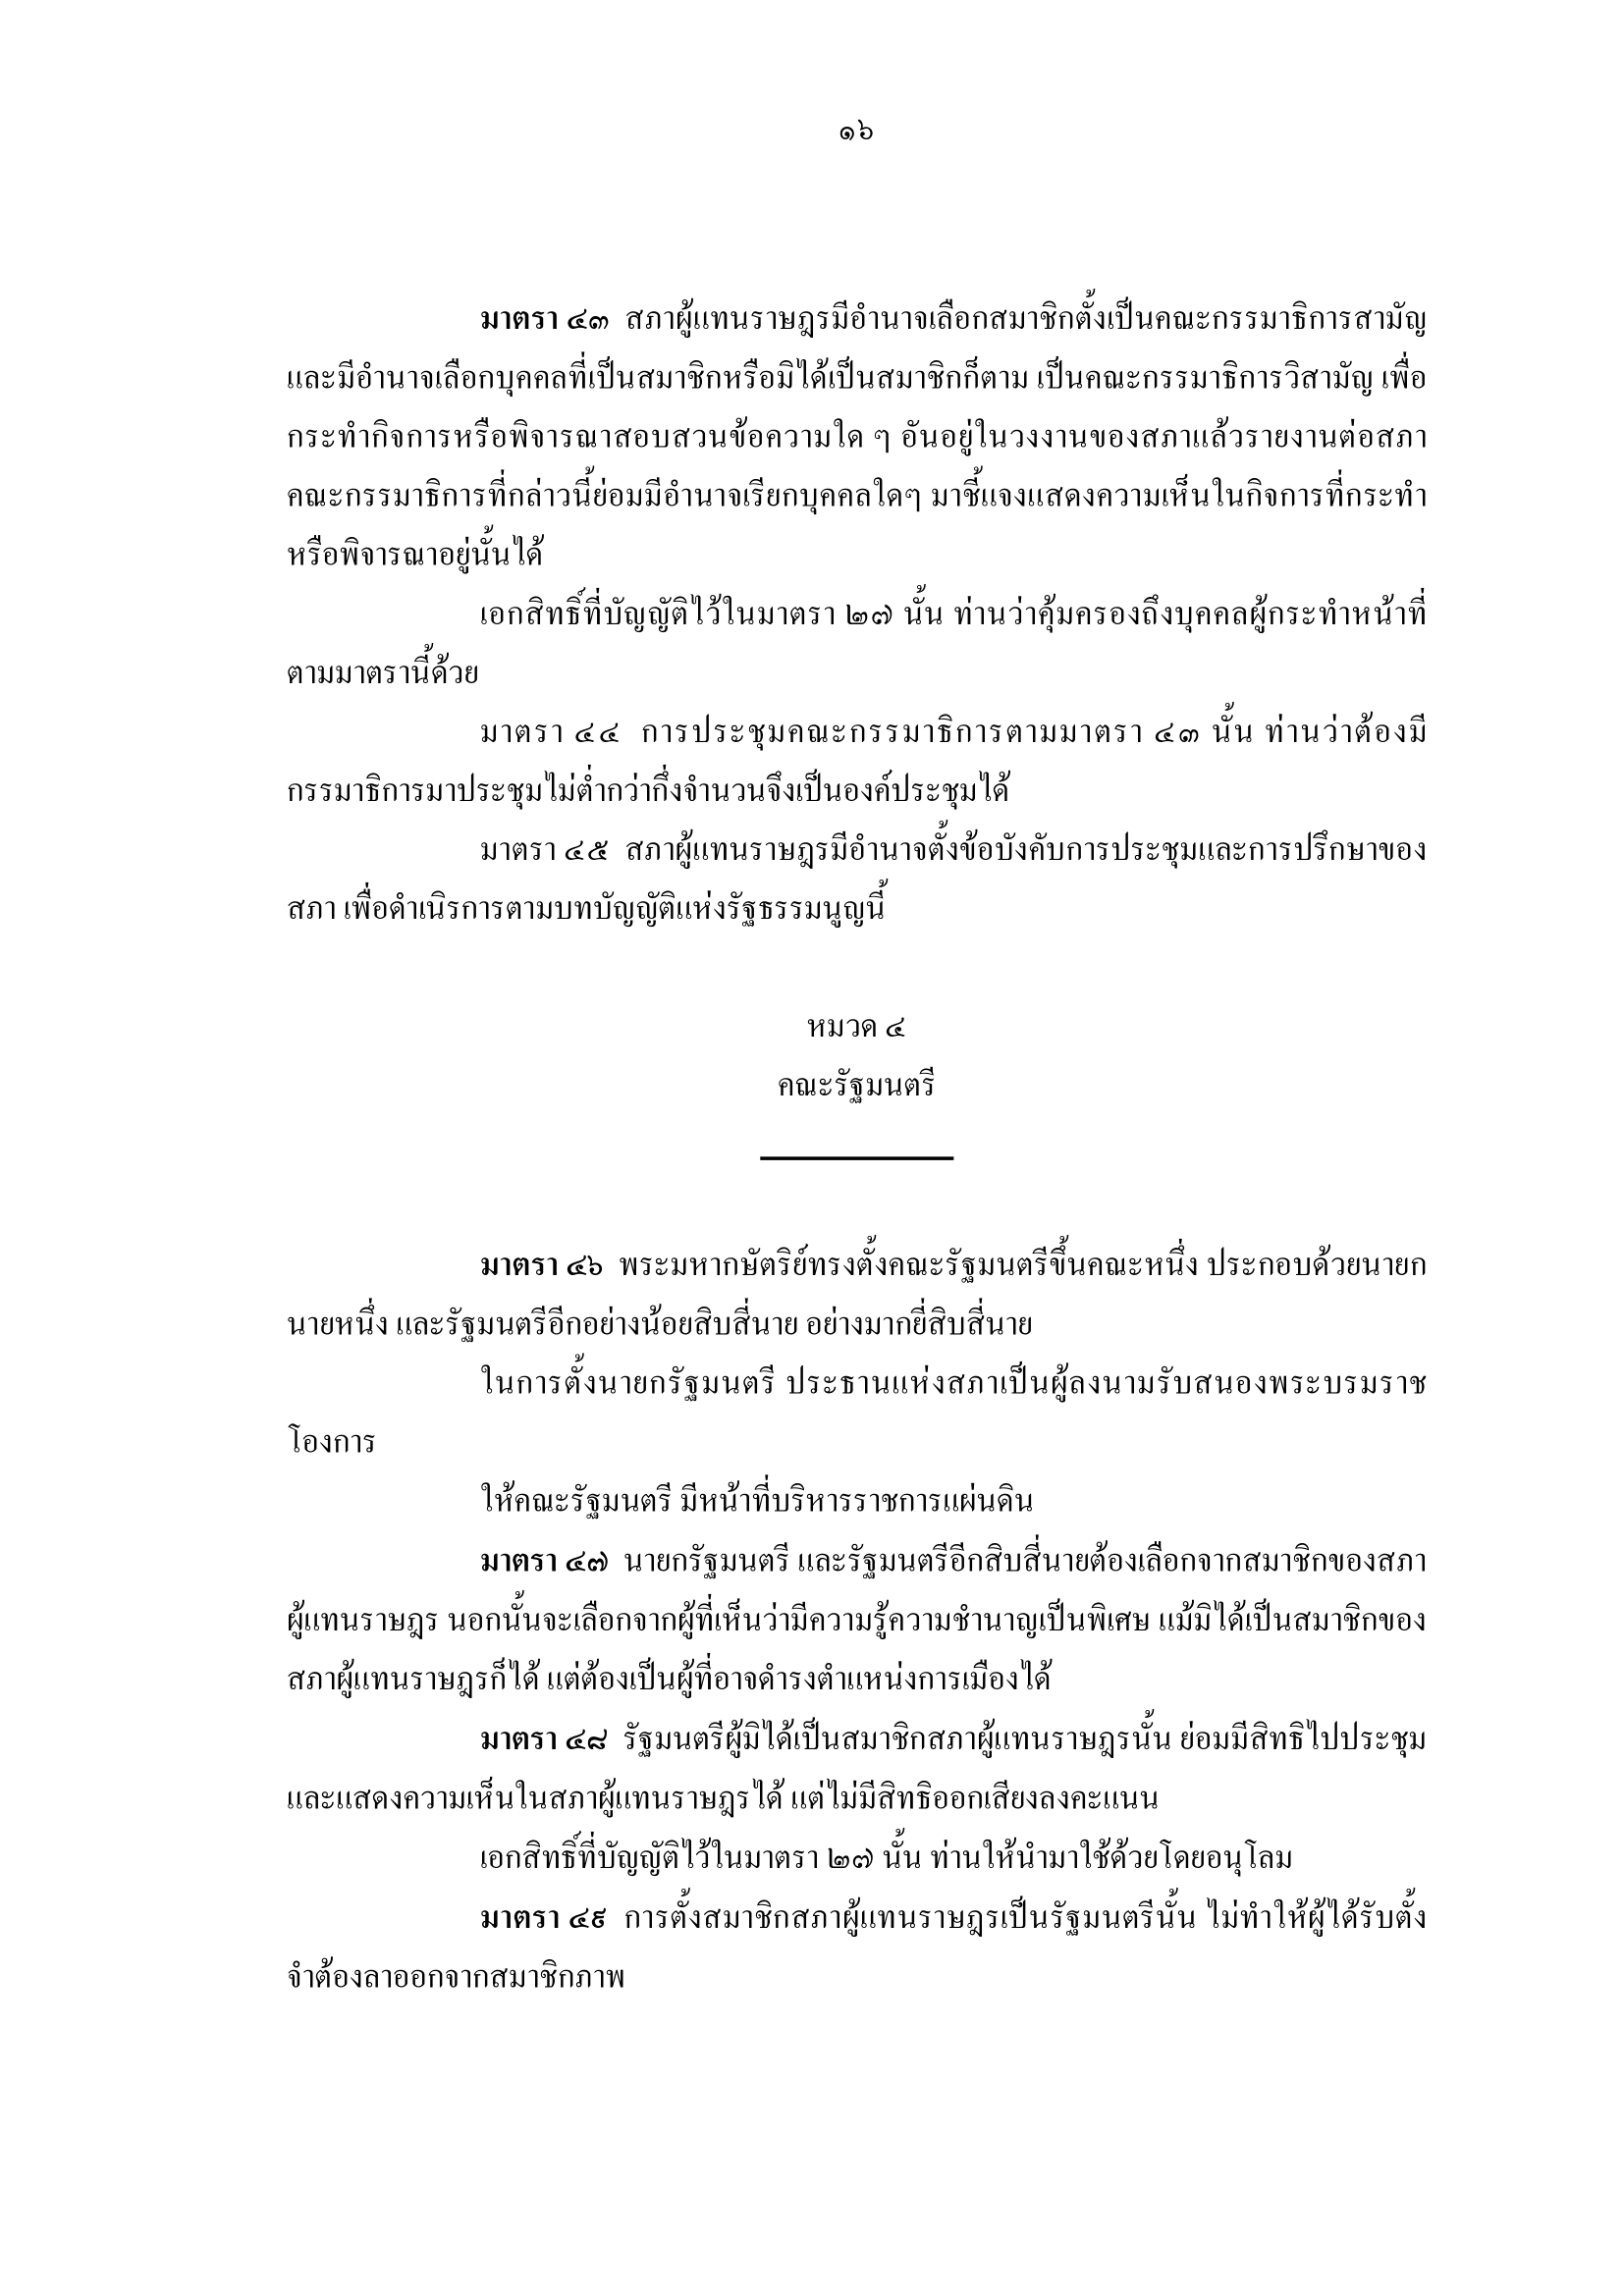 ๑๖
มาตรา ๔๓ สภาผู้แทนราษฎรมีอำนาจเลือกสมาชิกตั้งเป็นคณะกรรมาธิการสามัญ
และมีอำนาจเลือกบุคคลที่เป็นสมาชิกหรือมิได้เป็นสมาชิกก็ตาม เป็นคณะกรรมาธิการวิสามัญ เพื่อ
กระทำกิจการหรือพิจารณาสอบสวนข้อความใด ๆ อันอยู่ในวงงานของสภาแล้วรายงานต่อสภา
คณะกรรมาธิการที่กล่าวนี้ย่อมมีอำนาจเรียกบุคคลใดๆ มาชี้แจงแสดงความเห็นในกิจการที่กระทำ
หรือพิจารณาอยู่นั้นได้
เอกสิทธิ์ที่บัญญัติไว้ในมาตรา ๒๗ นั้น ท่านว่าคุ้มครองถึงบุคคลผู้กระทำหน้าที่
ตามมาตรานี้ด้วย
มาตรา ๔๔ การประชุมคณะกรรมาธิการตามมาตรา ๔๓ นั้น ท่านว่าต้องมี
กรรมาธิการมาประชุมไม่ต่ำกว่ากึ่งจำนวนจึงเป็นองค์ประชุมได้
มาตรา ๔๕ สภาผู้แทนราษฎรมีอำนาจตั้งข้อบังคับการประชุมและการปรึกษาของ
สภา เพื่อดำเนิรการตามบทบัญญัติแห่งรัฐธรรมนูญนี้
หมวด ๔
คณะรัฐมนตรี
มาตรา ๔๖ พระมหากษัตริย์ทรงตั้งคณะรัฐมนตรีขึ้นคณะหนึ่ง ประกอบด้วยนายก
นายหนึ่ง และรัฐมนตรีอีกอย่างน้อยสิบสี่นาย อย่างมากยี่สิบสี่นาย
ในการตั้งนายกรัฐมนตรี ประธานแห่งสภาเป็นผู้ลงนามรับสนองพระบรมราช
โองการ
ให้คณะรัฐมนตรี มีหน้าที่บริหารราชการแผ่นดิน
มาตรา ๔๗ นายกรัฐมนตรี และรัฐมนตรีอีกสิบสี่นายต้องเลือกจากสมาชิกของสภา
ผู้แทนราษฎร นอกนั้นจะเลือกจากผู้ที่เห็นว่ามีความรู้ความชำนาญเป็นพิเศษ แม้มิได้เป็นสมาชิกของ
สภาผู้แทนราษฎรก็ได้ แต่ต้องเป็นผู้ที่อาจดำรงตำแหน่งการเมืองได้
มาตรา ๔๘ รัฐมนตรีผู้มิได้เป็นสมาชิกสภาผู้แทนราษฎรนั้น ย่อมมีสิทธิไปประชุม
และแสดงความเห็นในสภาผู้แทนราษฎรได้ แต่ไม่มีสิทธิออกเสียงลงคะแนน
เอกสิทธิ์ที่บัญญัติไว้ในมาตรา ๒๗ นั้น ท่านให้นำมาใช้ด้วยโดยอนุโลม
มาตรา ๔๙ การตั้งสมาชิกสภาผู้แทนราษฎรเป็นรัฐมนตรีนั้น ไม่ทำให้ผู้ได้รับตั้ง
จำต้องลาออกจากสมาชิกภาพ